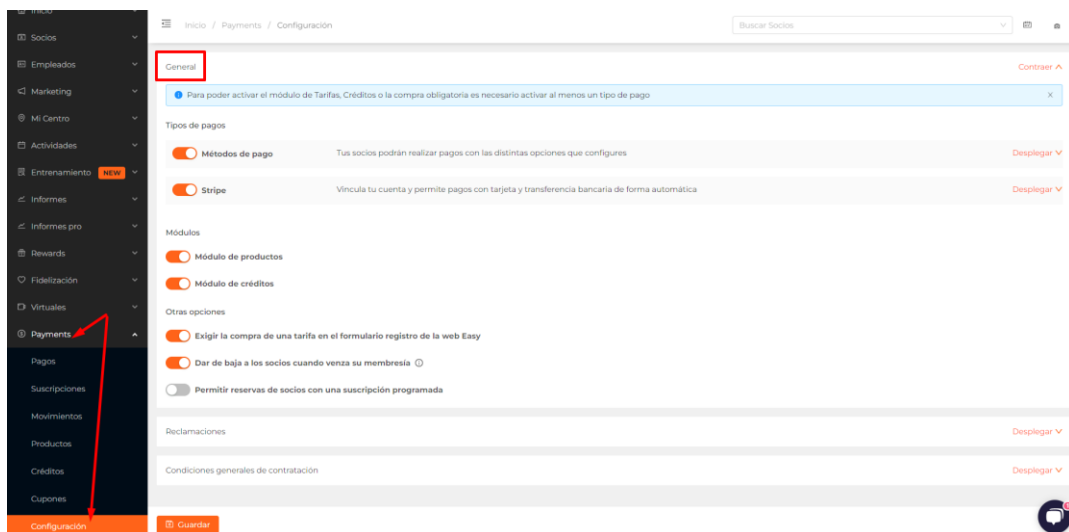 Inicio
Socios
Empleados
Marketing
Mi Centro
Actividades
Entrenamiento NEW
Informes
Informes pro
Rewards
Fidelización
Virtuales
Payments
Pagos
Suscripciones
Movimientos
Productos
Créditos
Cupones
Configuración
Inicio / Payments / Configuración
Buscar Socios
General
Contraer
Para poder activar el módulo de Tarifas, Créditos o la compra obligatoria es necesario activar al menos un tipo de pago
Tipos de pagos
Métodos de pago Tus socios podrán realizar pagos con las distintas opciones que configures Desplegar
Stripe Vincula tu cuenta y permite pagos con tarjeta y transferencia bancaria de forma automática Desplegar
Módulos
Módulo de productos
Módulo de créditos
Otras opciones
Exigir la compra de una tarifa en el formulario registro de la web Easy
Dar de baja a los socios cuando venza su membresía
Permitir reservas de socios con una suscripción programada
Reclamaciones Desplegar
Condiciones generales de contratación Desplegar
Guardar